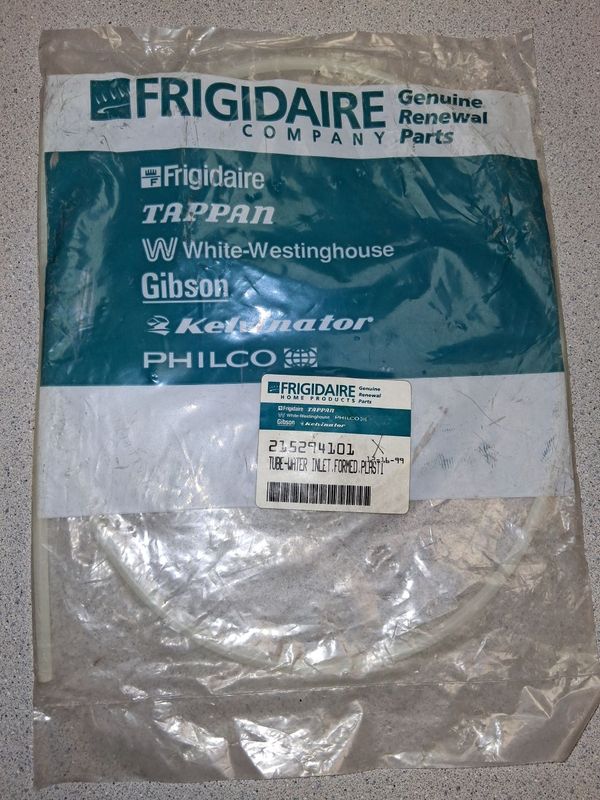 FRIGIDAIRE
COMPANY
Genuine
Renewal
Parts
Frigidaire
TAPPAN
White-Westinghouse
Gibson
Kelvinator
PHILCO
FRIGIDAIRE
HOME PRODUCTS
Genuine
Renewal
Parts
Frigidaire TAPPAN
White-Westinghouse PHILCO
Gibson Kelvinator
215294101 X
TUBE-WATER INLET,FORMED,PLASTI